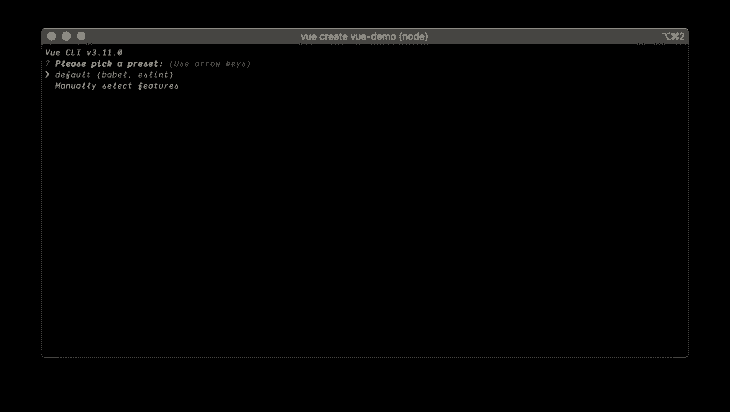 vue create vue-demo (node)
⌥⌘2
Vue CLI v3.11.0
? Please pick a preset: (Use arrow keys)
❯ default (babel, eslint)
Manually select features